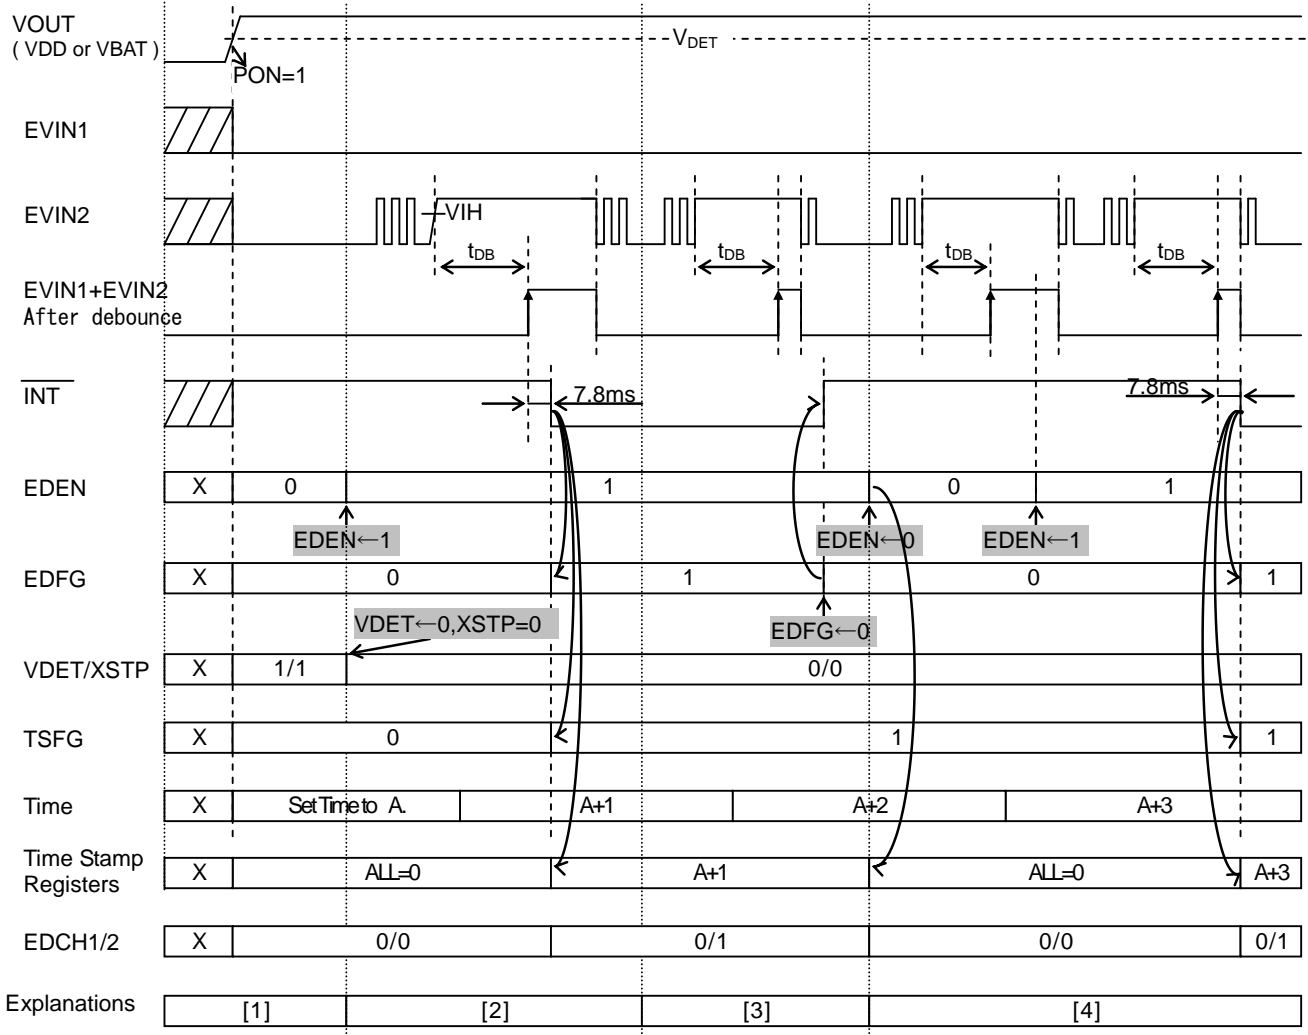 VOUT
( VDD or VBAT )
VDET
PON=1
EVIN1
EVIN2
VIH
tDB tDB tDB tDB
EVIN1+EVIN2
After debounce
INT
7.8ms 7.8ms
EDEN X 0 1 0 1
EDEN←1 EDEN←0 EDEN←1
EDFG X 0 1 0 1
VDET←0,XSTP=0 EDFG←0
VDET/XSTP X 1/1 0/0
TSFG X 0 1 1
Time X Set Time to A. A+1 A+2 A+3
Time Stamp
Registers X ALL=0 A+1 ALL=0 A+3
EDCH1/2 X 0/0 0/1 0/0 0/1
Explanations [1] [2] [3] [4]